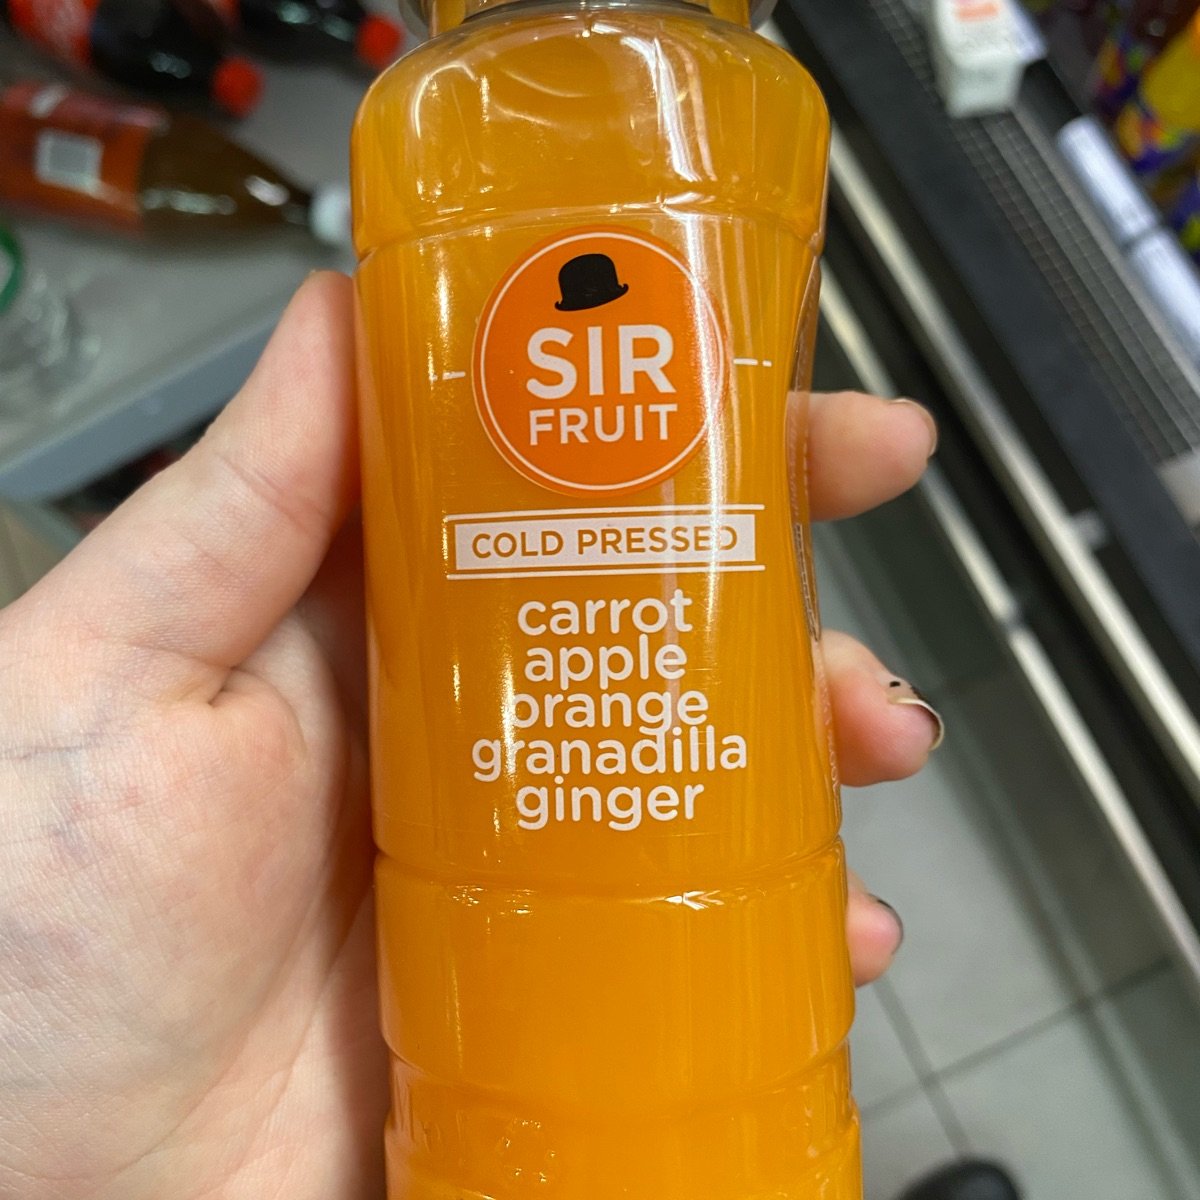 SIR
FRUIT
COLD PRESSED
carrot
apple
orange
granadilla
ginger